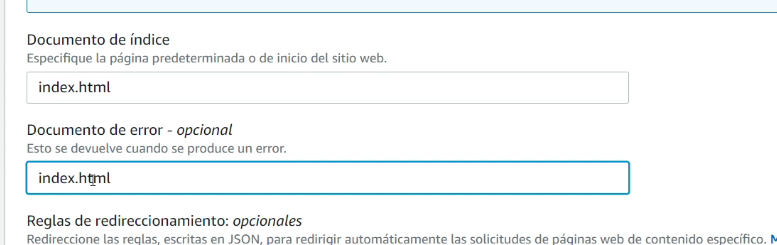 Documento de índice
Especifique la página predeterminada o de inicio del sitio web.
index.html
Documento de error - opcional
Esto se devuelve cuando se produce un error.
index.html
Reglas de redireccionamiento: opcionales
Redireccione las reglas, escritas en JSON, para redirigir automáticamente las solicitudes de páginas web de contenido específico.